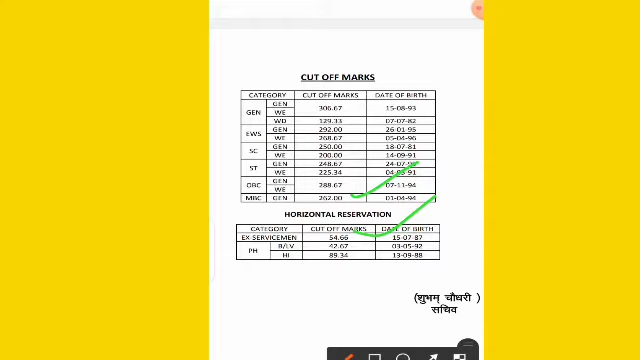 CUT OFF MARKS
CATEGORY CUT OFF MARKS DATE OF BIRTH
GEN GEN 306.67 15-08-93
WE
WD 129.33 07-07-82
EWS GEN 292.00 26-01-95
WE 268.67 05-04-96
SC GEN 250.00 18-07-81
WE 200.00 14-09-91
ST GEN 248.67
WE 225.34
OBC GEN 288.67 07-11-94
WE
MBC GEN 262.00 01-04-94
HORIZONTAL RESERVATION
CATEGORY CUT OFF MARKS DATE OF BIRTH
EX-SERVICEMEN 54.66 15-07-87
PH B/LV 42.67 03-05-92
HI 89.34 13-09-88
(शुभम् चौधरी )
सचिव